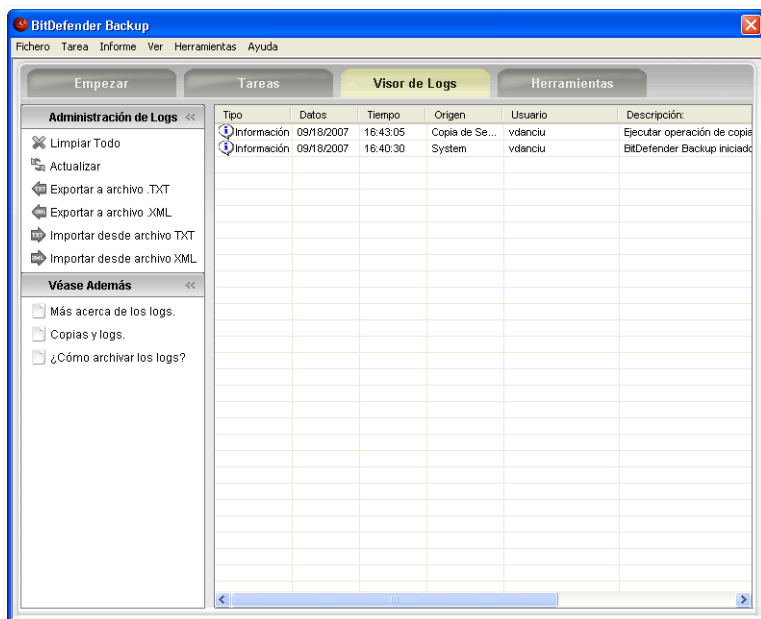 BitDefender Backup
Fichero Tarea Informe Ver Herramientas Ayuda
Empezar Tareas Visor de Logs Herramientas
Administración de Logs
Limpiar Todo
Actualizar
Exportar a archivo .TXT
Exportar a archivo .XML
Importar desde archivo TXT
Importar desde archivo XML
Véase Además
Más acerca de los logs.
Copias y logs.
¿Cómo archivar los logs?
Tipo Datos Tiempo Origen Usuario Descripción:
Información 09/18/2007 16:43:05 Copia de Se... vdanciu Ejecutar operación de copia
Información 09/18/2007 16:40:30 System vdanciu BitDefender Backup iniciado